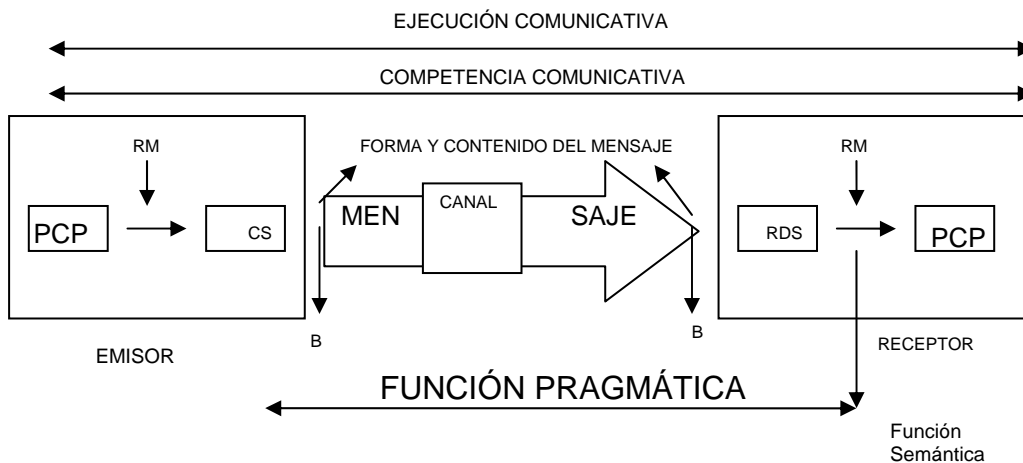 EJECUCIÓN COMUNICATIVA
COMPETENCIA COMUNICATIVA
RM
FORMA Y CONTENIDO DEL MENSAJE
RM
PCP
CS
MEN
CANAL
SAJE
RDS
PCP
B
B
EMISOR
RECEPTOR
FUNCIÓN PRAGMÁTICA
Función
Semántica